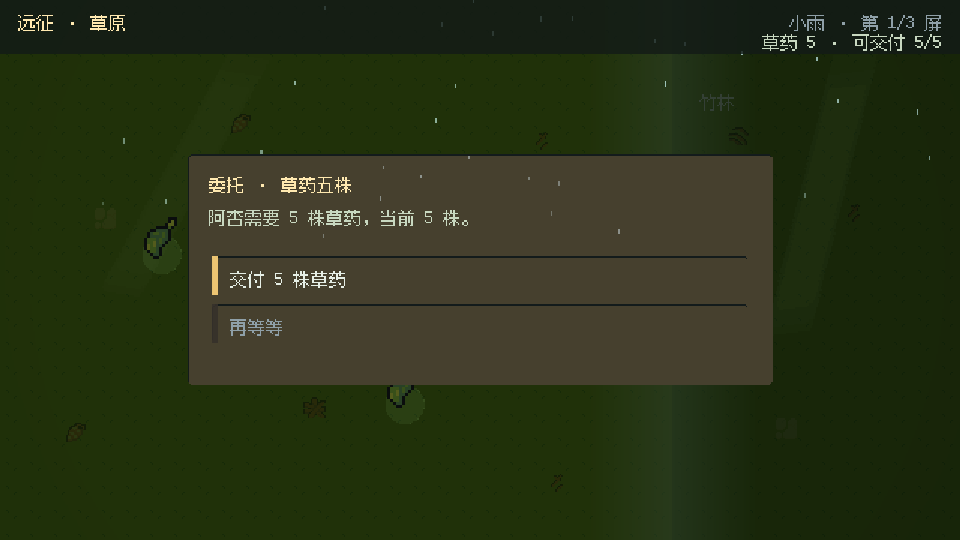 远征 · 草原
小雨 · 第 1/3 屏
草药 5 · 可交付 5/5
竹林
委托 · 草药五株
阿杏需要 5 株草药，当前 5 株。
交付 5 株草药
再等等